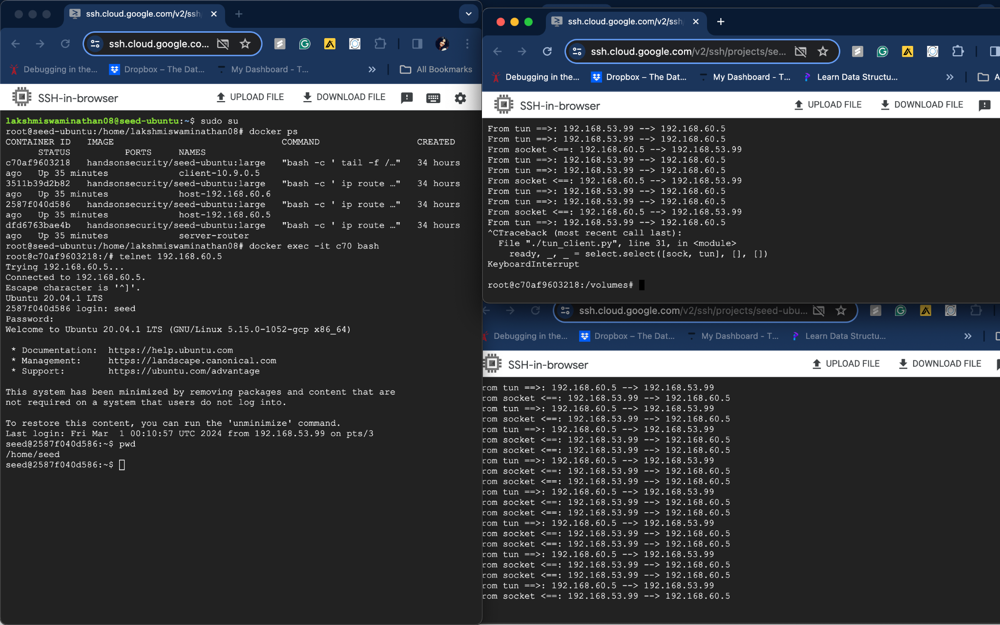 ssh.cloud.google.com/v2/ssh
ssh.cloud.google.co...
Debugging in the...
Dropbox – The Dat...
My Dashboard - T...
All Bookmarks
SSH-in-browser
UPLOAD FILE
DOWNLOAD FILE
lakshmiswaminathan08@seed-ubuntu:~$ sudo su
root@seed-ubuntu:/home/lakshmiswaminathan08# docker ps
CONTAINER ID   IMAGE                               COMMAND                  CREATED
      STATUS          PORTS     NAMES
c70af9603218   handsonsecurity/seed-ubuntu:large   "bash -c ' tail -f /…"   34 hours
ago   Up 35 minutes             client-10.9.0.5
3511b39d2b82   handsonsecurity/seed-ubuntu:large   "bash -c ' ip route …"   34 hours
ago   Up 35 minutes             host-192.168.60.6
2587f040d586   handsonsecurity/seed-ubuntu:large   "bash -c ' ip route …"   34 hours
ago   Up 35 minutes             host-192.168.60.5
dfd6763bae4b   handsonsecurity/seed-ubuntu:large   "bash -c ' ip route …"   34 hours
ago   Up 35 minutes             server-router
root@seed-ubuntu:/home/lakshmiswaminathan08# docker exec -it c70 bash
root@c70af9603218:/# telnet 192.168.60.5
Trying 192.168.60.5...
Connected to 192.168.60.5.
Escape character is '^]'.
Ubuntu 20.04.1 LTS
2587f040d586 login: seed
Password:
Welcome to Ubuntu 20.04.1 LTS (GNU/Linux 5.15.0-1052-gcp x86_64)
 * Documentation:  https://help.ubuntu.com
 * Management:     https://landscape.canonical.com
 * Support:        https://ubuntu.com/advantage
This system has been minimized by removing packages and content that are
not required on a system that users do not log into.
To restore this content, you can run the 'unminimize' command.
Last login: Fri Mar  1 00:10:57 UTC 2024 from 192.168.53.99 on pts/3
seed@2587f040d586:~$ pwd
/home/seed
seed@2587f040d586:~$
ssh.cloud.google.com/v2/ssh
ssh.cloud.google.com/v2/ssh/projects/se...
Debugging in the...
Dropbox – The Dat...
My Dashboard - T...
Learn Data Structu...
A
SSH-in-browser
UPLOAD FILE
DOWNLOAD FILE
From tun ==>: 192.168.53.99 --> 192.168.60.5
From tun ==>: 192.168.53.99 --> 192.168.60.5
From socket <==: 192.168.60.5 --> 192.168.53.99
From tun ==>: 192.168.53.99 --> 192.168.60.5
From tun ==>: 192.168.53.99 --> 192.168.60.5
From socket <==: 192.168.60.5 --> 192.168.53.99
From tun ==>: 192.168.53.99 --> 192.168.60.5
From tun ==>: 192.168.53.99 --> 192.168.60.5
From socket <==: 192.168.60.5 --> 192.168.53.99
From tun ==>: 192.168.53.99 --> 192.168.60.5
^CTraceback (most recent call last):
  File "./tun_client.py", line 31, in <module>
    ready, _, _ = select.select([sock, tun], [], [])
KeyboardInterrupt
root@c70af9603218:/volumes#
ssh.cloud.google.com/v2/ssh/projects/seed-ubu...
Debugging in the...
Dropbox – The Dat...
My Dashboard - T...
Learn Data Structu...
SSH-in-browser
UPLOAD FILE
DOWNLOAD FILE
rom tun ==>: 192.168.60.5 --> 192.168.53.99
rom socket <==: 192.168.53.99 --> 192.168.60.5
rom tun ==>: 192.168.60.5 --> 192.168.53.99
rom socket <==: 192.168.53.99 --> 192.168.60.5
rom tun ==>: 192.168.60.5 --> 192.168.53.99
rom socket <==: 192.168.53.99 --> 192.168.60.5
rom socket <==: 192.168.53.99 --> 192.168.60.5
rom tun ==>: 192.168.60.5 --> 192.168.53.99
rom socket <==: 192.168.53.99 --> 192.168.60.5
rom socket <==: 192.168.53.99 --> 192.168.60.5
rom tun ==>: 192.168.60.5 --> 192.168.53.99
rom socket <==: 192.168.53.99 --> 192.168.60.5
rom socket <==: 192.168.53.99 --> 192.168.60.5
rom tun ==>: 192.168.60.5 --> 192.168.53.99
rom socket <==: 192.168.53.99 --> 192.168.60.5
rom socket <==: 192.168.53.99 --> 192.168.60.5
rom tun ==>: 192.168.60.5 --> 192.168.53.99
rom socket <==: 192.168.53.99 --> 192.168.60.5
rom socket <==: 192.168.53.99 --> 192.168.60.5
rom tun ==>: 192.168.60.5 --> 192.168.53.99
rom socket <==: 192.168.53.99 --> 192.168.60.5